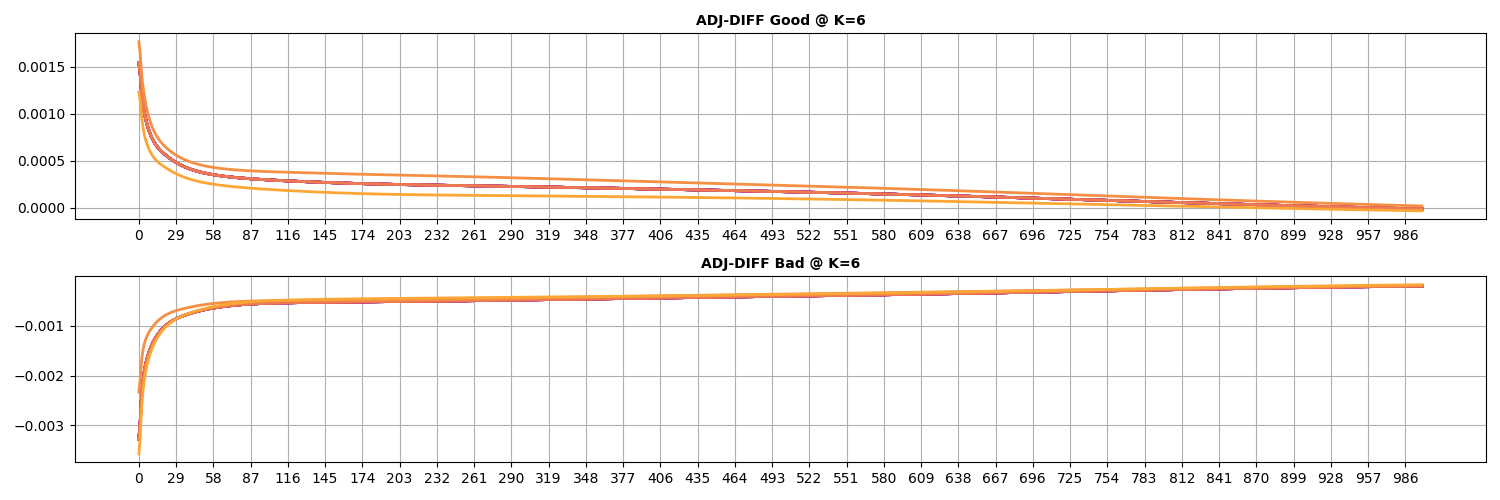 ADJ-DIFF Good @ K=6
0.0015
0.0010
0.0005
0.0000
0 29 58 87 116 145 174 203 232 261 290 319 348 377 406 435 464 493 522 551 580 609 638 667 696 725 754 783 812 841 870 899 928 957 986
ADJ-DIFF Bad @ K=6
−0.001
−0.002
−0.003
0 29 58 87 116 145 174 203 232 261 290 319 348 377 406 435 464 493 522 551 580 609 638 667 696 725 754 783 812 841 870 899 928 957 986